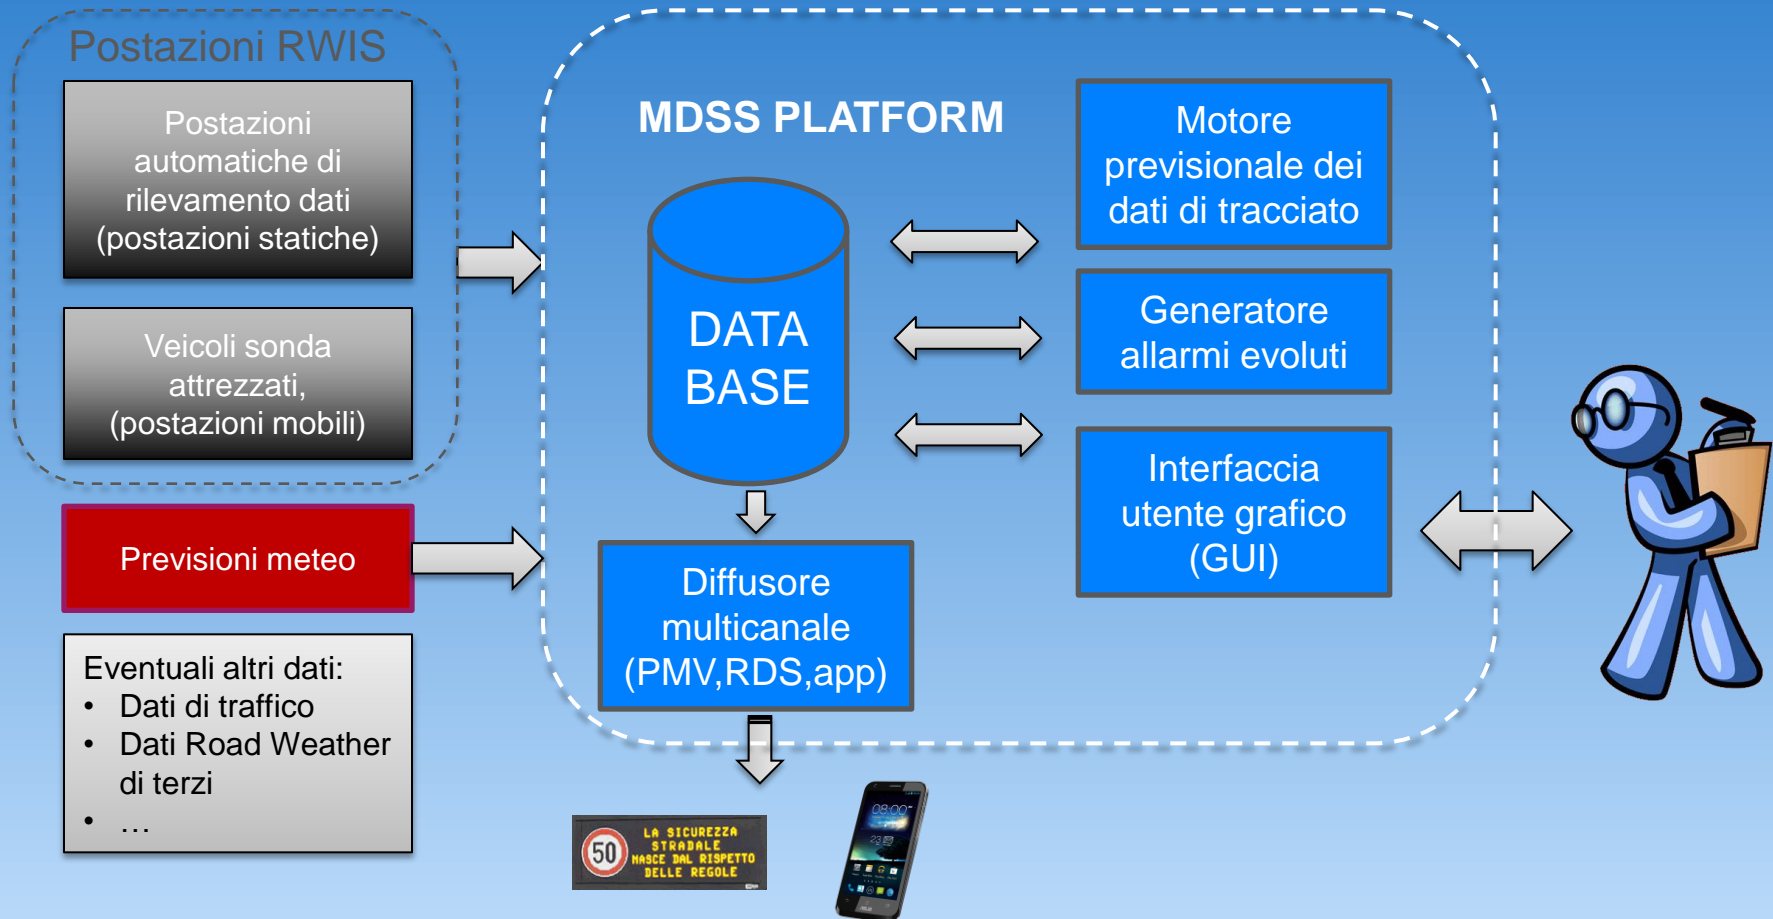 Postazioni RWIS
Postazioni
automatiche di
rilevamento dati
(postazioni statiche)
Veicoli sonda
attrezzati,
(postazioni mobili)
Previsioni meteo
Eventuali altri dati:
• Dati di traffico
• Dati Road Weather
di terzi
• …
MDSS PLATFORM
DATA
BASE
Motore
previsionale dei
dati di tracciato
Generatore
allarmi evoluti
Interfaccia
utente grafico
(GUI)
Diffusore
multicanale
(PMV,RDS,app)
50
LA SICUREZZA
STRADALE
NASCE DAL RISPETTO
DELLE REGOLE
08:00
23